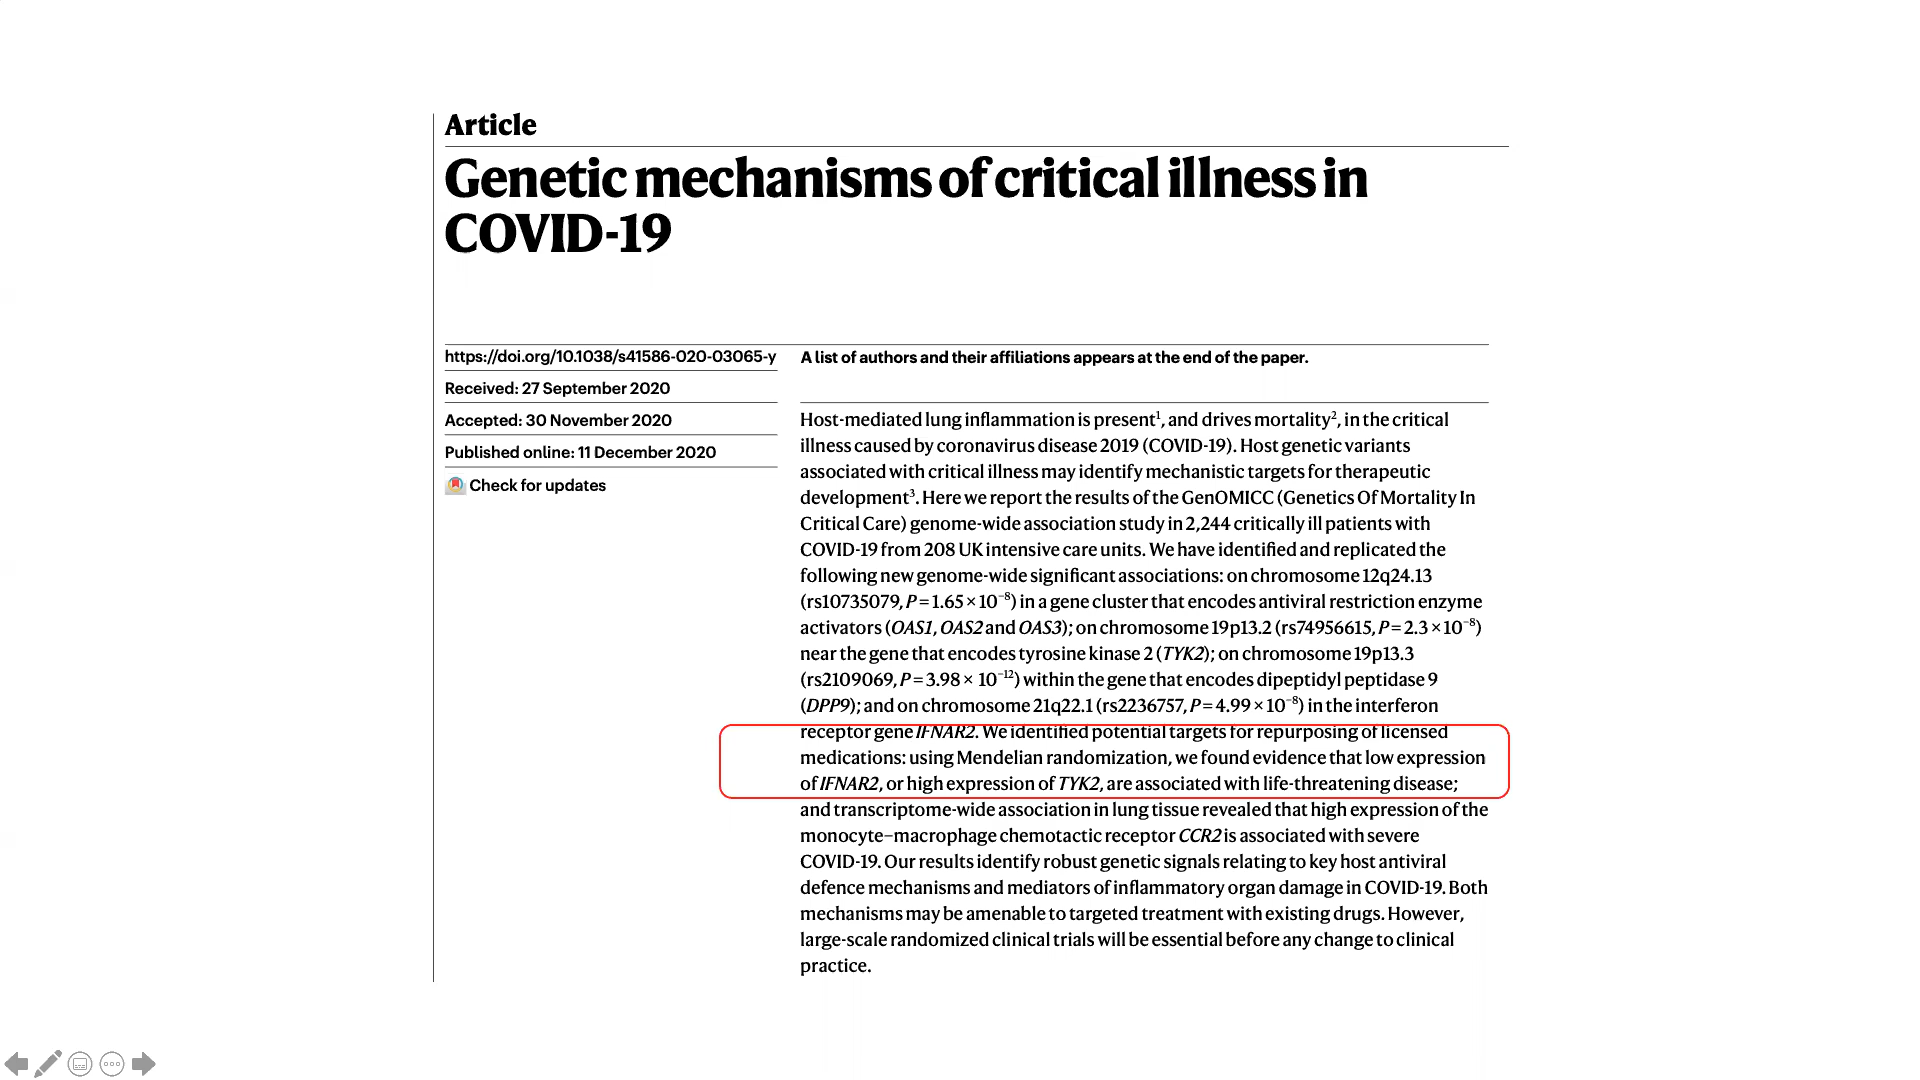 Article
Genetic mechanisms of critical illness in
COVID-19
https://doi.org/10.1038/s41586-020-03065-y
Received: 27 September 2020
Accepted: 30 November 2020
Published online: 11 December 2020
Check for updates
A list of authors and their affiliations appears at the end of the paper.
Host-mediated lung inflammation is present¹, and drives mortality², in the critical
illness caused by coronavirus disease 2019 (COVID-19). Host genetic variants
associated with critical illness may identify mechanistic targets for therapeutic
development³. Here we report the results of the GenOMICC (Genetics Of Mortality In
Critical Care) genome-wide association study in 2,244 critically ill patients with
COVID-19 from 208 UK intensive care units. We have identified and replicated the
following new genome-wide significant associations: on chromosome 12q24.13
(rs10735079, P = 1.65 × 10⁻⁸) in a gene cluster that encodes antiviral restriction enzyme
activators (OAS1, OAS2 and OAS3); on chromosome 19p13.2 (rs74956615, P = 2.3 × 10⁻⁸)
near the gene that encodes tyrosine kinase 2 (TYK2); on chromosome 19p13.3
(rs2109069, P = 3.98 × 10⁻¹²) within the gene that encodes dipeptidyl peptidase 9
(DPP9); and on chromosome 21q22.1 (rs2236757, P = 4.99 × 10⁻⁸) in the interferon
receptor gene IFNAR2. We identified potential targets for repurposing of licensed
medications: using Mendelian randomization, we found evidence that low expression
of IFNAR2, or high expression of TYK2, are associated with life-threatening disease;
and transcriptome-wide association in lung tissue revealed that high expression of the
monocyte–macrophage chemotactic receptor CCR2 is associated with severe
COVID-19. Our results identify robust genetic signals relating to key host antiviral
defence mechanisms and mediators of inflammatory organ damage in COVID-19. Both
mechanisms may be amenable to targeted treatment with existing drugs. However,
large-scale randomized clinical trials will be essential before any change to clinical
practice.